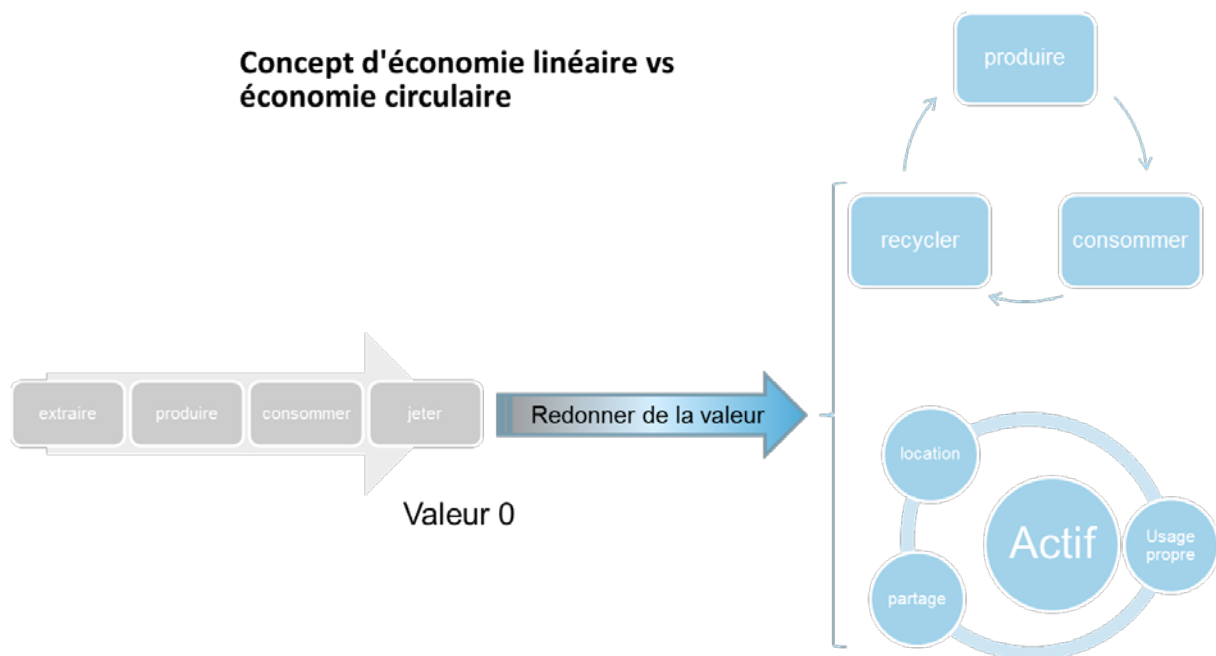 Concept d'économie linéaire vs
économie circulaire
produire
recycler
consommer
extraire
produire
consommer
jeter
Redonner de la valeur
Valeur 0
location
Actif
Usage
propre
partage